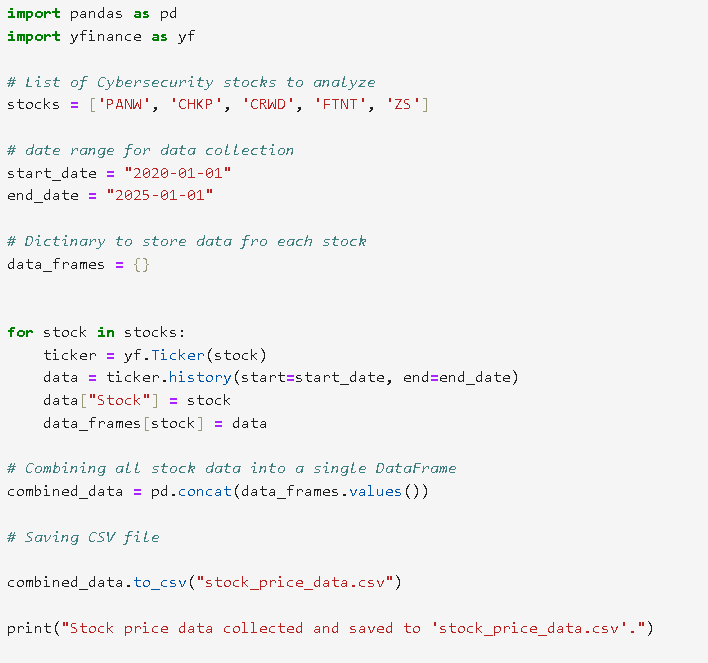 import pandas as pd
import yfinance as yf
# List of Cybersecurity stocks to analyze
stocks = ['PANW', 'CHKP', 'CRWD', 'FTNT', 'ZS']
# date range for data collection
start_date = "2020-01-01"
end_date = "2025-01-01"
# Dictinary to store data fro each stock
data_frames = {}
for stock in stocks:
    ticker = yf.Ticker(stock)
    data = ticker.history(start=start_date, end=end_date)
    data["Stock"] = stock
    data_frames[stock] = data
# Combining all stock data into a single DataFrame
combined_data = pd.concat(data_frames.values())
# Saving CSV file
combined_data.to_csv("stock_price_data.csv")
print("Stock price data collected and saved to 'stock_price_data.csv'.")